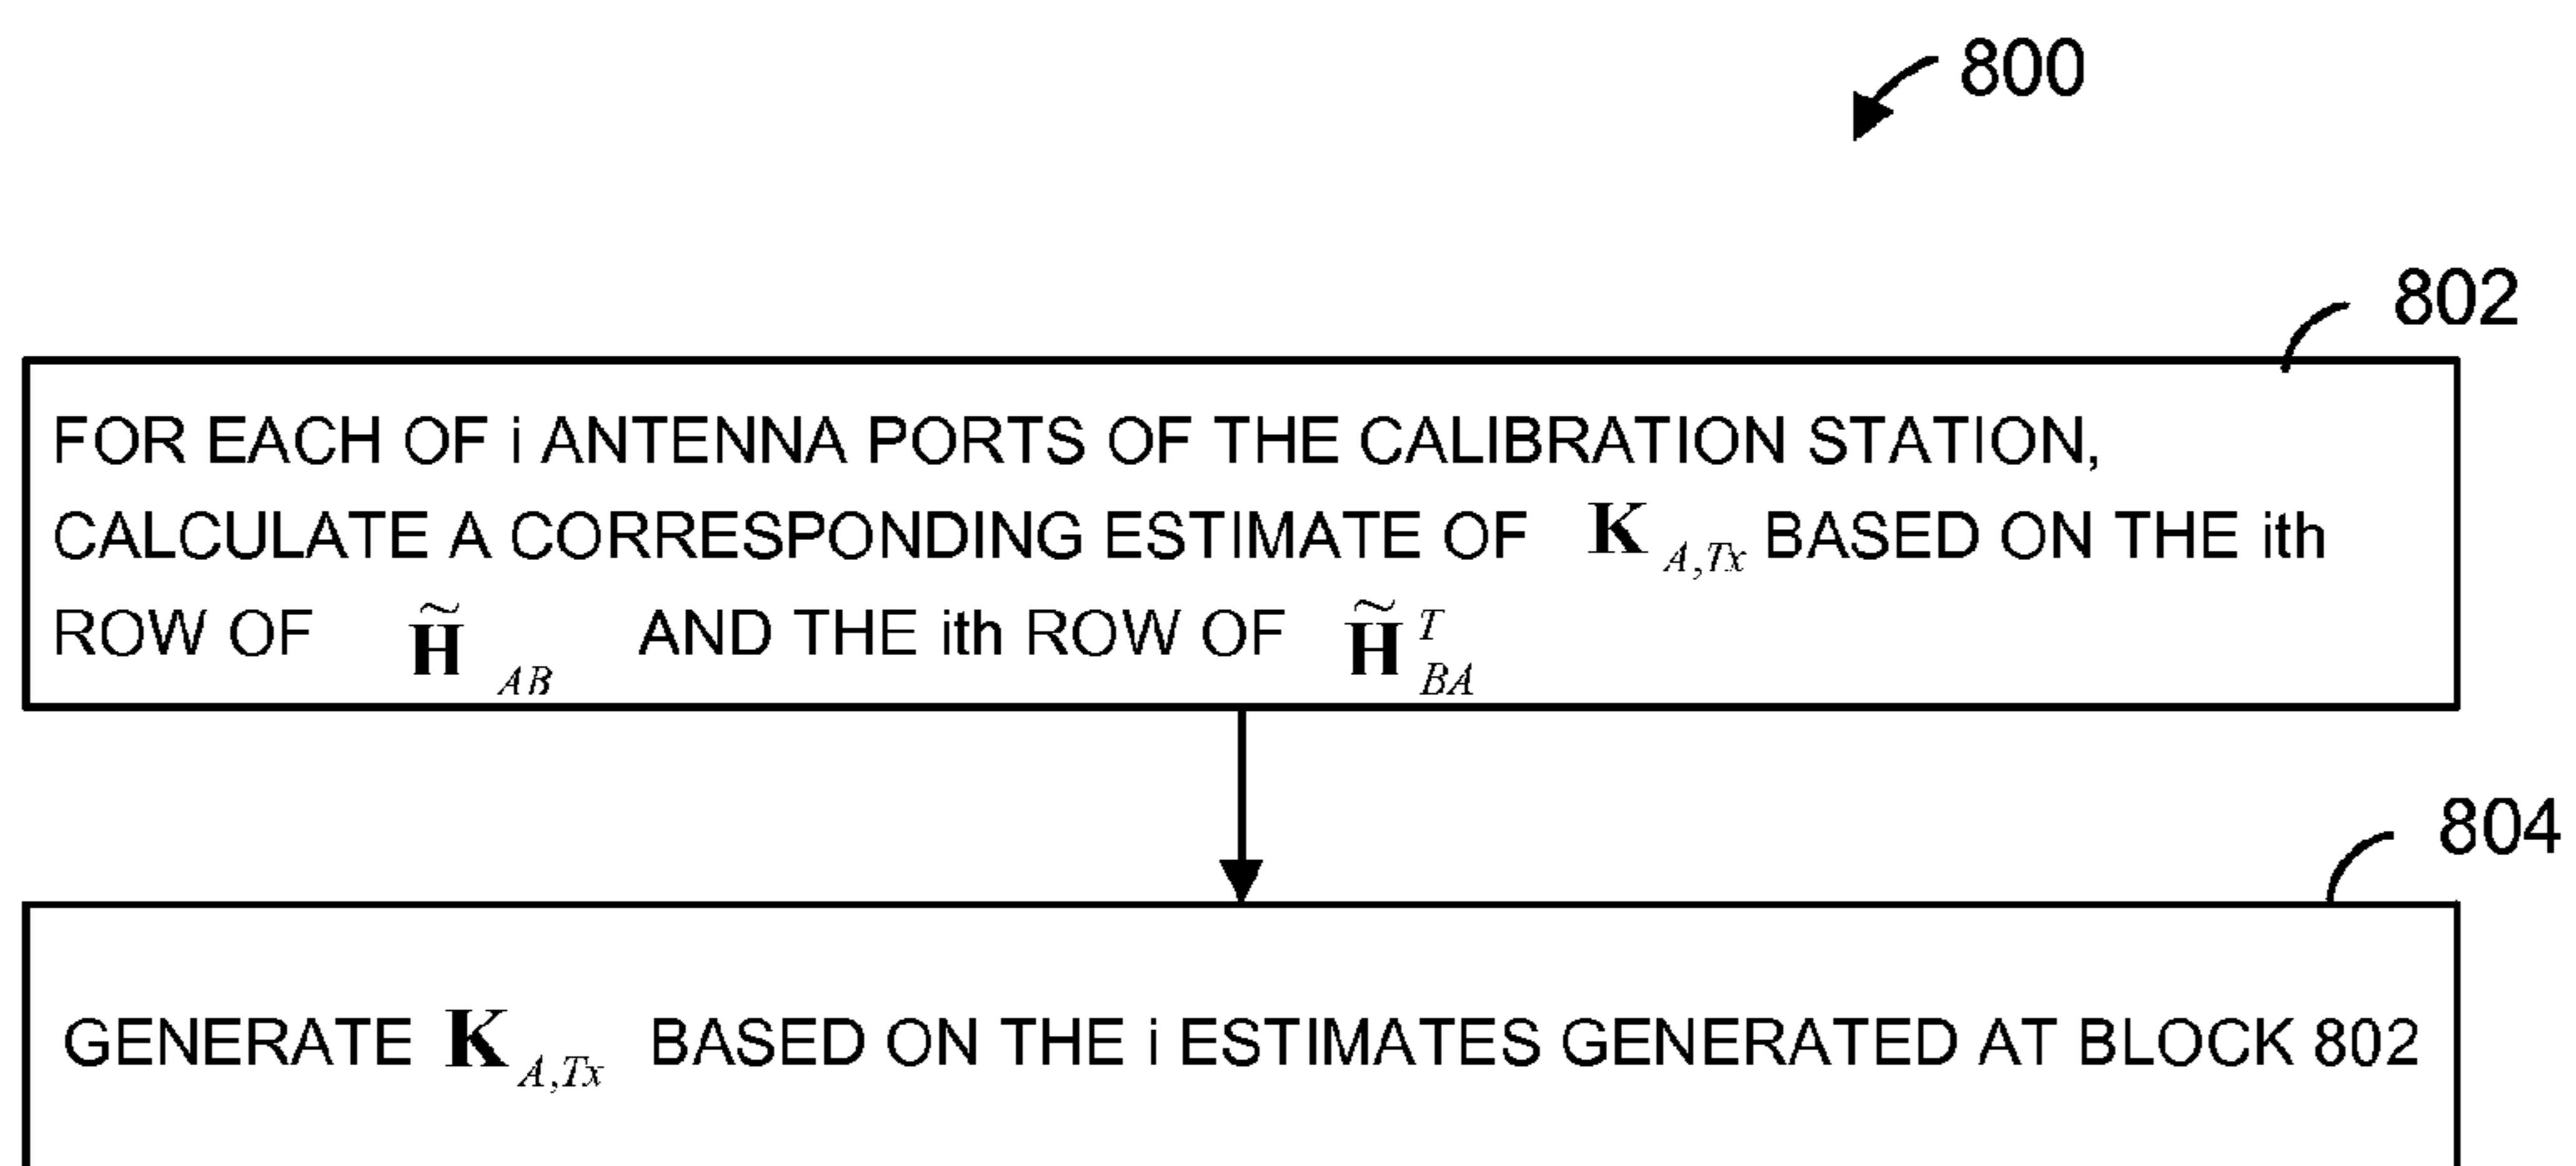 800
802
FOR EACH OF i ANTENNA PORTS OF THE CALIBRATION STATION,
CALCULATE A CORRESPONDING ESTIMATE OF K A,Tx BASED ON THE ith
ROW OF H̃ AB AND THE ith ROW OF H̃ T BA
804
GENERATE K A,Tx BASED ON THE i ESTIMATES GENERATED AT BLOCK 802